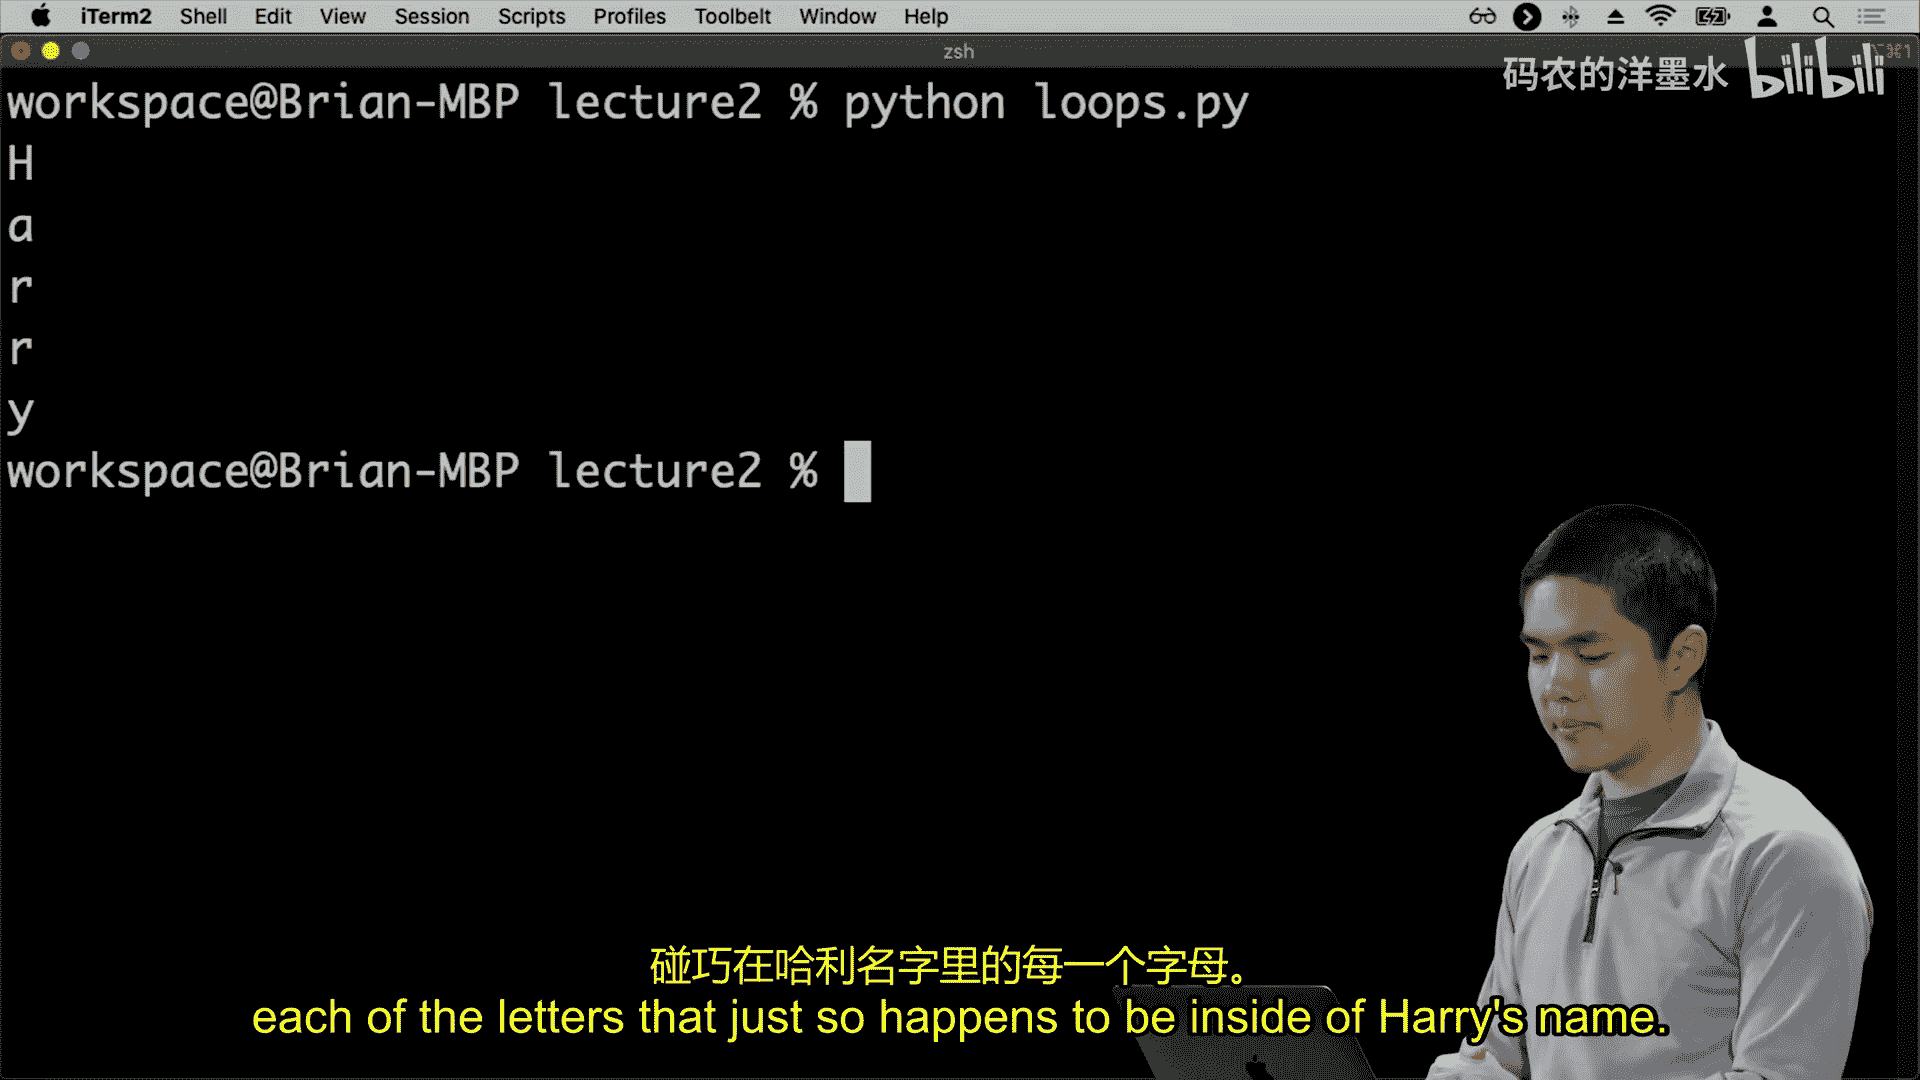 iTerm2 Shell Edit View Session Scripts Profiles Toolbelt Window Help
zsh
码农的洋墨水 bilibili
workspace@Brian-MBP lecture2 % python loops.py
H
a
r
r
y
workspace@Brian-MBP lecture2 %
碰巧在哈利名字里的每一个字母。
each of the letters that just so happens to be inside of Harry's name.